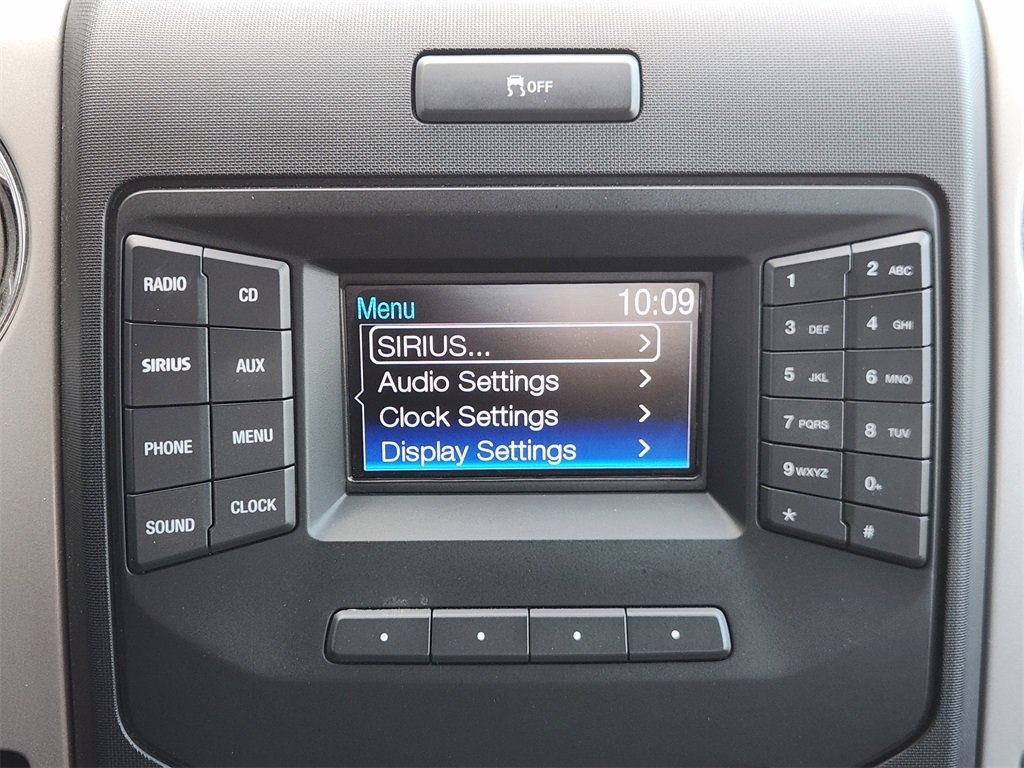 OFF
Menu 10:09
SIRIUS...
Audio Settings
Clock Settings
Display Settings
RADIO
CD
SIRIUS
AUX
PHONE
MENU
SOUND
CLOCK
1
2 ABC
3 DEF
4 GHI
5 JKL
6 MNO
7 PQRS
8 TUV
9 WXYZ
0+
*
#